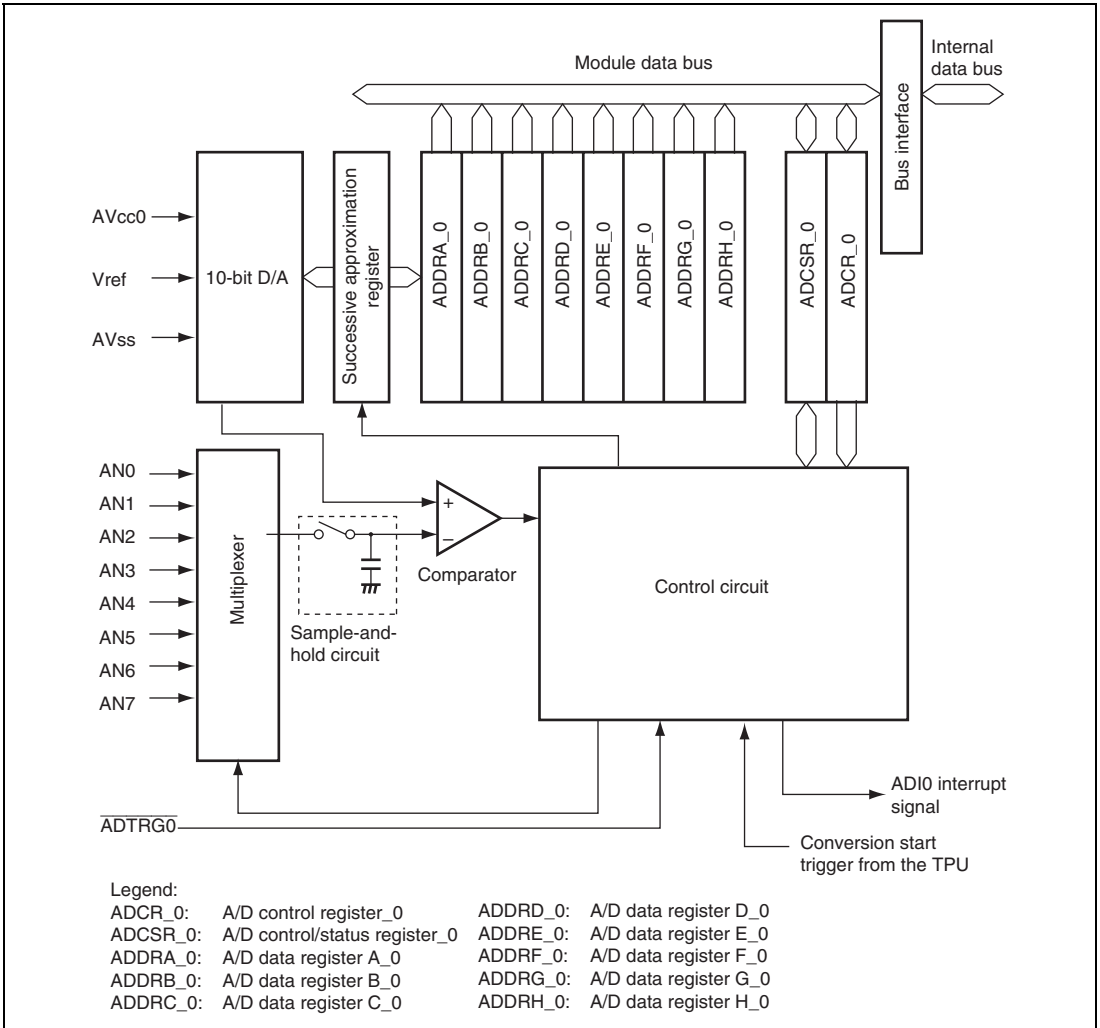 Module data bus
Internal
data bus
Bus interface
AVcc0
Vref
AVss
10-bit D/A
Successive approximation
register
ADDRA_0
ADDRB_0
ADDRC_0
ADDRD_0
ADDRE_0
ADDRF_0
ADDRG_0
ADDRH_0
ADCSR_0
ADCR_0
AN0
AN1
AN2
AN3
AN4
AN5
AN6
AN7
Multiplexer
+
−
Comparator
Sample-and-
hold circuit
Control circuit
ADI0 interrupt
signal
ADTRG0
Conversion start
trigger from the TPU
Legend:
ADCR_0: A/D control register_0
ADCSR_0: A/D control/status register_0
ADDRA_0: A/D data register A_0
ADDRB_0: A/D data register B_0
ADDRC_0: A/D data register C_0
ADDRD_0: A/D data register D_0
ADDRE_0: A/D data register E_0
ADDRF_0: A/D data register F_0
ADDRG_0: A/D data register G_0
ADDRH_0: A/D data register H_0